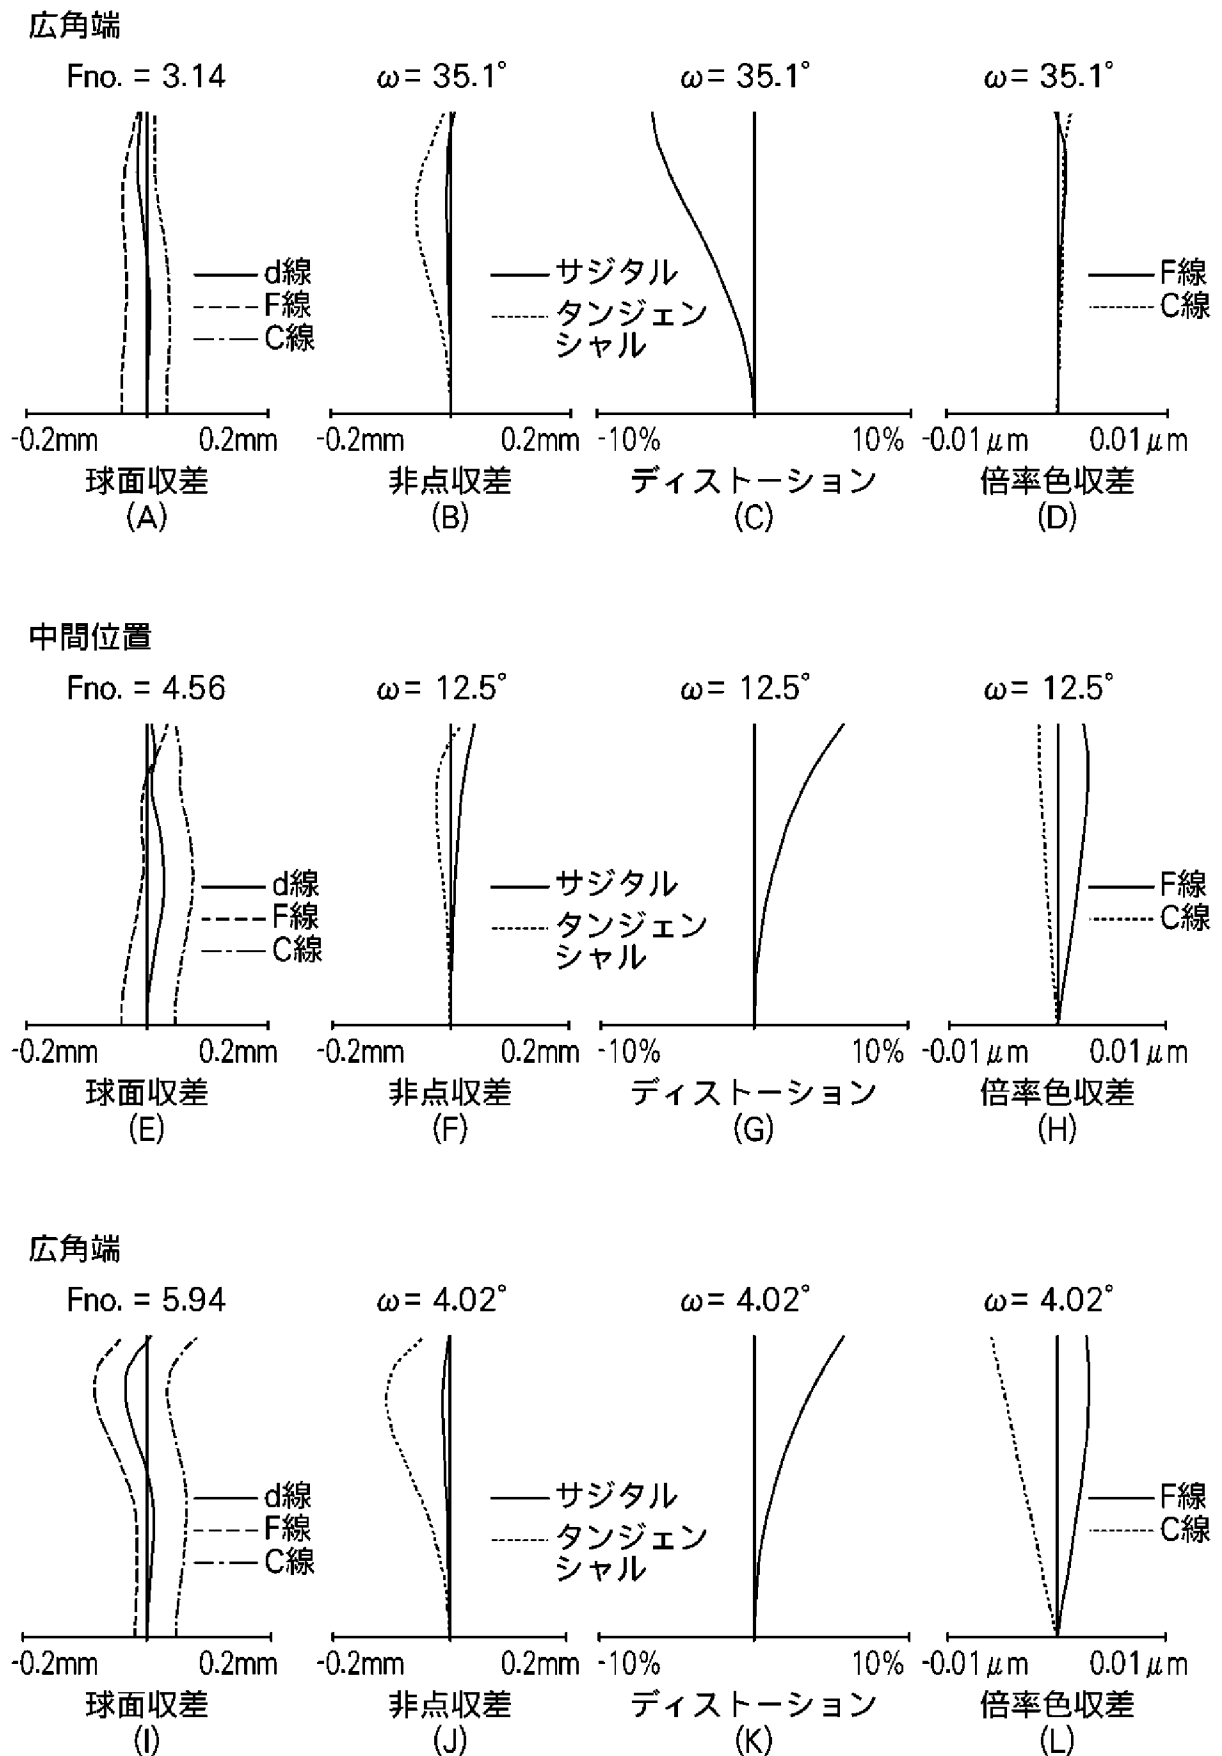 広角端
Fno. = 3.14
ω= 35.1°
ω= 35.1°
ω= 35.1°
d線
F線
C線
サジタル
タンジェン
シャル
F線
C線
-0.2mm 0.2mm
-0.2mm 0.2mm
-10% 10%
-0.01μm 0.01μm
球面収差
非点収差
ディストーション
倍率色収差
(A)
(B)
(C)
(D)
中間位置
Fno. = 4.56
ω= 12.5°
ω= 12.5°
ω= 12.5°
d線
F線
C線
サジタル
タンジェン
シャル
F線
C線
-0.2mm 0.2mm
-0.2mm 0.2mm
-10% 10%
-0.01μm 0.01μm
球面収差
非点収差
ディストーション
倍率色収差
(E)
(F)
(G)
(H)
広角端
Fno. = 5.94
ω= 4.02°
ω= 4.02°
ω= 4.02°
d線
F線
C線
サジタル
タンジェン
シャル
F線
C線
-0.2mm 0.2mm
-0.2mm 0.2mm
-10% 10%
-0.01μm 0.01μm
球面収差
非点収差
ディストーション
倍率色収差
(I)
(J)
(K)
(L)